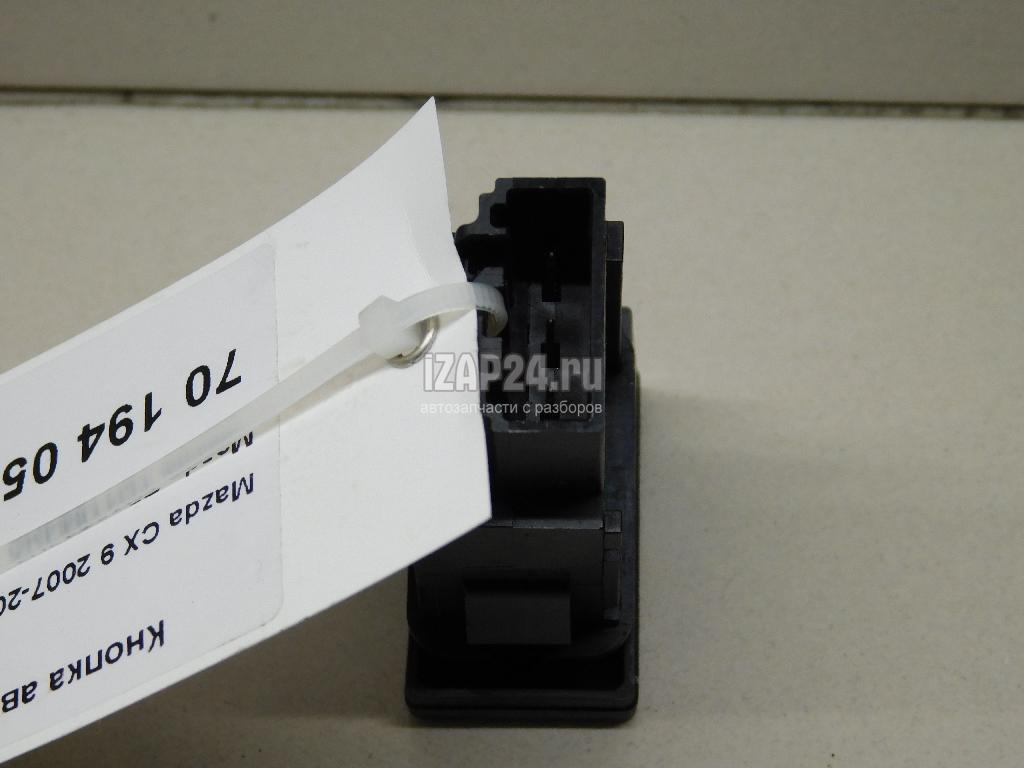 Кнопка ав
Mazda CX 9 2007-20
70 194 05
iZAP24.ru
автозапчасти с разборов